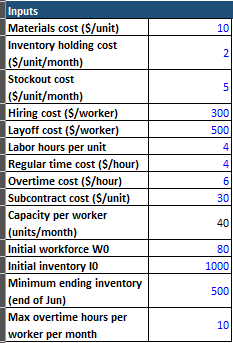 Inputs
Materials cost ($/unit) 10
Inventory holding cost
($/unit/month) 2
Stockout cost
($/unit/month) 5
Hiring cost ($/worker) 300
Layoff cost ($/worker) 500
Labor hours per unit 4
Regular time cost ($/hour) 4
Overtime cost ($/hour) 6
Subcontract cost ($/unit) 30
Capacity per worker
(units/month) 40
Initial workforce W0 80
Initial inventory I0 1000
Minimum ending inventory
(end of Jun) 500
Max overtime hours per
worker per month 10